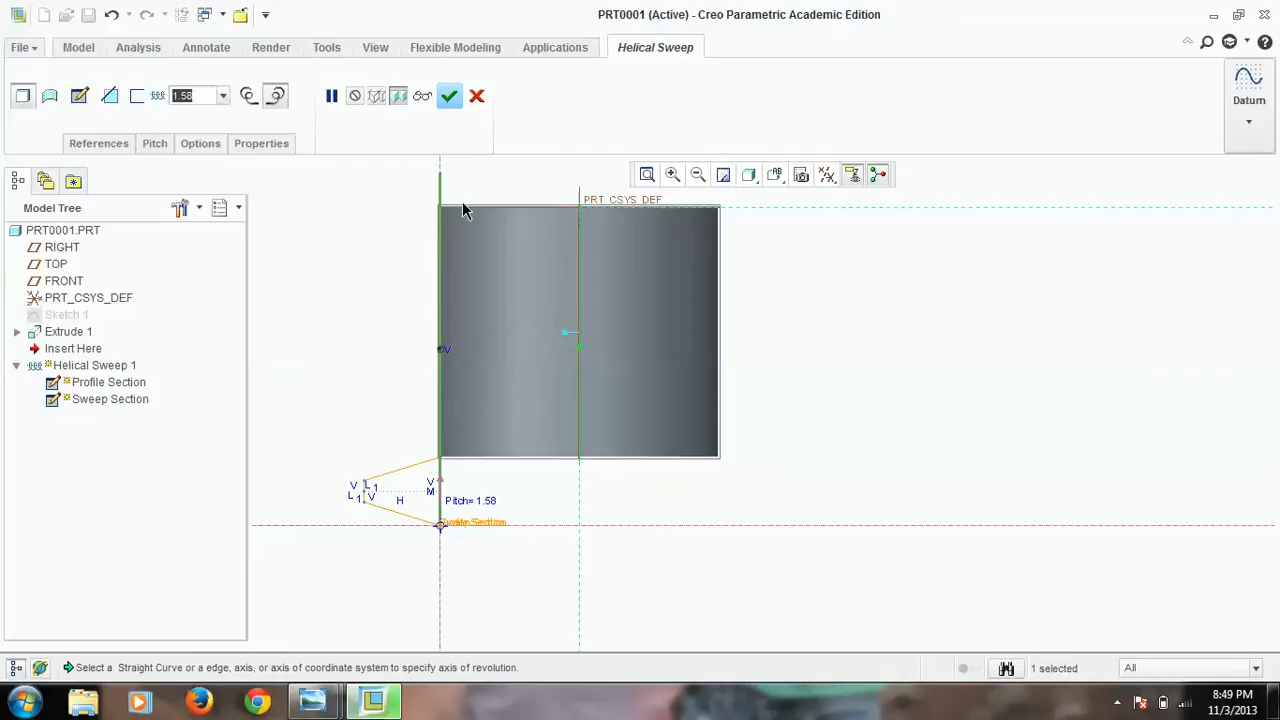 PRT0001 (Active) - Creo Parametric Academic Edition
File Model Analysis Annotate Render Tools View Flexible Modeling Applications Helical Sweep
1.58
Datum
References Pitch Options Properties
Model Tree
PRT0001.PRT
RIGHT
TOP
FRONT
PRT_CSYS_DEF
Sketch 1
Extrude 1
Insert Here
Helical Sweep 1
Profile Section
Sweep Section
PRT_CSYS_DEF
V
V L 1 V
L 1 V H M
Pitch= 1.58
Select a Straight Curve or a edge, axis, or axis of coordinate system to specify axis of revolution.
1 selected
All
8:49 PM
11/3/2013